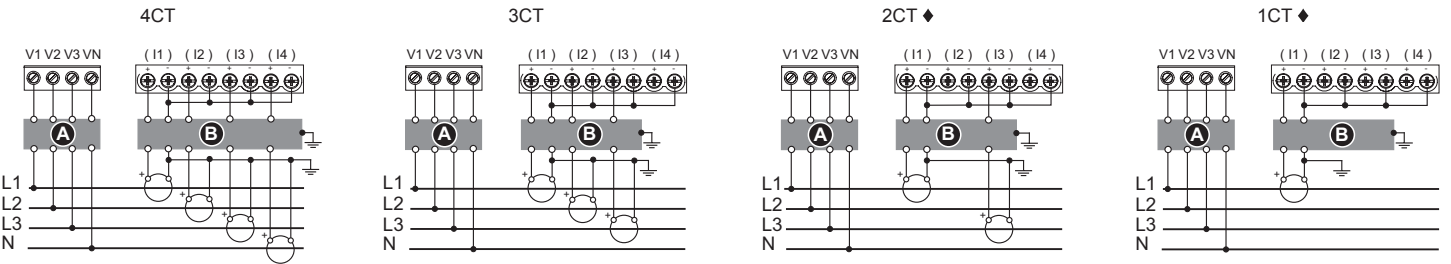 4CT
V1 V2 V3 VN ( I1 ) ( I2 ) ( I3 ) ( I4 )
+ - + - + - + -
A B
+
L1
+
L2
+
L3
+
N
3CT
V1 V2 V3 VN ( I1 ) ( I2 ) ( I3 ) ( I4 )
+ - + - + - + -
A B
+
L1
+
L2
+
L3
N
2CT ♦
V1 V2 V3 VN ( I1 ) ( I2 ) ( I3 ) ( I4 )
+ - + - + - + -
A B
+
L1
L2
+
L3
N
1CT ♦
V1 V2 V3 VN ( I1 ) ( I2 ) ( I3 ) ( I4 )
+ - + - + - + -
A B
+
L1
L2
L3
N